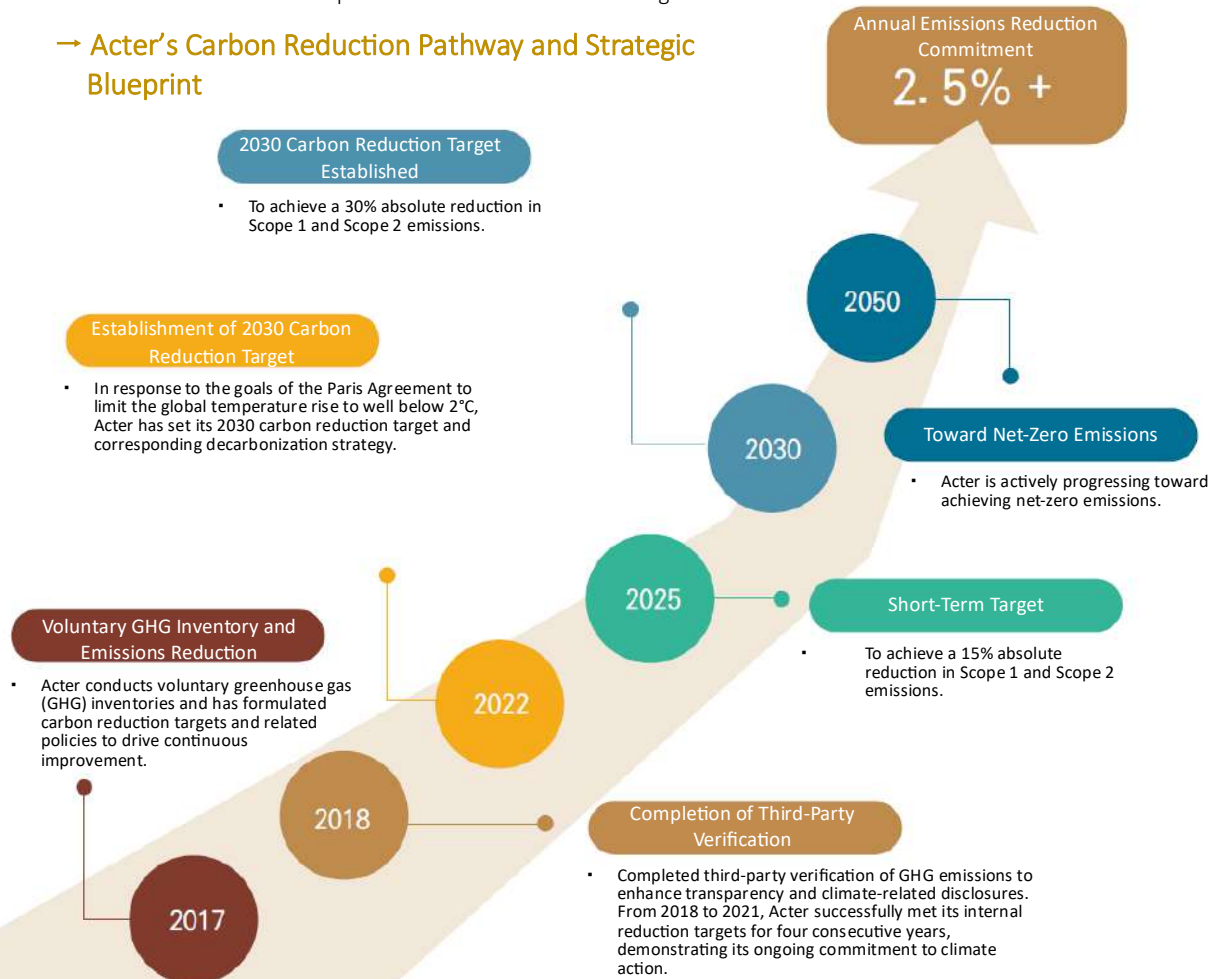 → Acter's Carbon Reduction Pathway and Strategic
Blueprint
Annual Emissions Reduction
Commitment
2. 5% +
2030 Carbon Reduction Target
Established
▪ To achieve a 30% absolute reduction in
Scope 1 and Scope 2 emissions.
2050
Establishment of 2030 Carbon
Reduction Target
▪ In response to the goals of the Paris Agreement to
limit the global temperature rise to well below 2°C,
Acter has set its 2030 carbon reduction target and
corresponding decarbonization strategy.
2030
Toward Net-Zero Emissions
▪ Acter is actively progressing toward
achieving net-zero emissions.
2025
Short-Term Target
▪ To achieve a 15% absolute
reduction in Scope 1 and Scope 2
emissions.
Voluntary GHG Inventory and
Emissions Reduction
▪ Acter conducts voluntary greenhouse gas
(GHG) inventories and has formulated
carbon reduction targets and related
policies to drive continuous
improvement.
2022
2018
Completion of Third-Party
Verification
▪ Completed third-party verification of GHG emissions to
enhance transparency and climate-related disclosures.
From 2018 to 2021, Acter successfully met its internal
reduction targets for four consecutive years,
demonstrating its ongoing commitment to climate
action.
2017